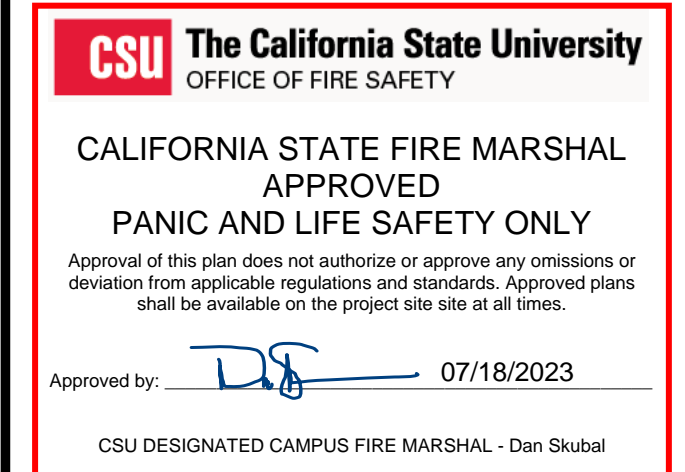 CSU The California State University
OFFICE OF FIRE SAFETY
CALIFORNIA STATE FIRE MARSHAL
APPROVED
PANIC AND LIFE SAFETY ONLY
Approval of this plan does not authorize or approve any omissions or
deviation from applicable regulations and standards. Approved plans
shall be available on the project site site at all times.
Approved by: 07/18/2023
CSU DESIGNATED CAMPUS FIRE MARSHAL - Dan Skubal